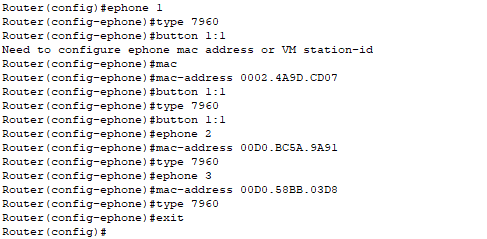 Router(config)#ephone 1
Router(config-ephone)#type 7960
Router(config-ephone)#button 1:1
Need to configure ephone mac address or VM station-id
Router(config-ephone)#mac
Router(config-ephone)#mac-address 0002.4A9D.CD07
Router(config-ephone)#button 1:1
Router(config-ephone)#type 7960
Router(config-ephone)#button 1:1
Router(config-ephone)#ephone 2
Router(config-ephone)#mac-address 00D0.BC5A.9A91
Router(config-ephone)#type 7960
Router(config-ephone)#ephone 3
Router(config-ephone)#mac-address 00D0.58BB.03D8
Router(config-ephone)#type 7960
Router(config-ephone)#exit
Router(config)#